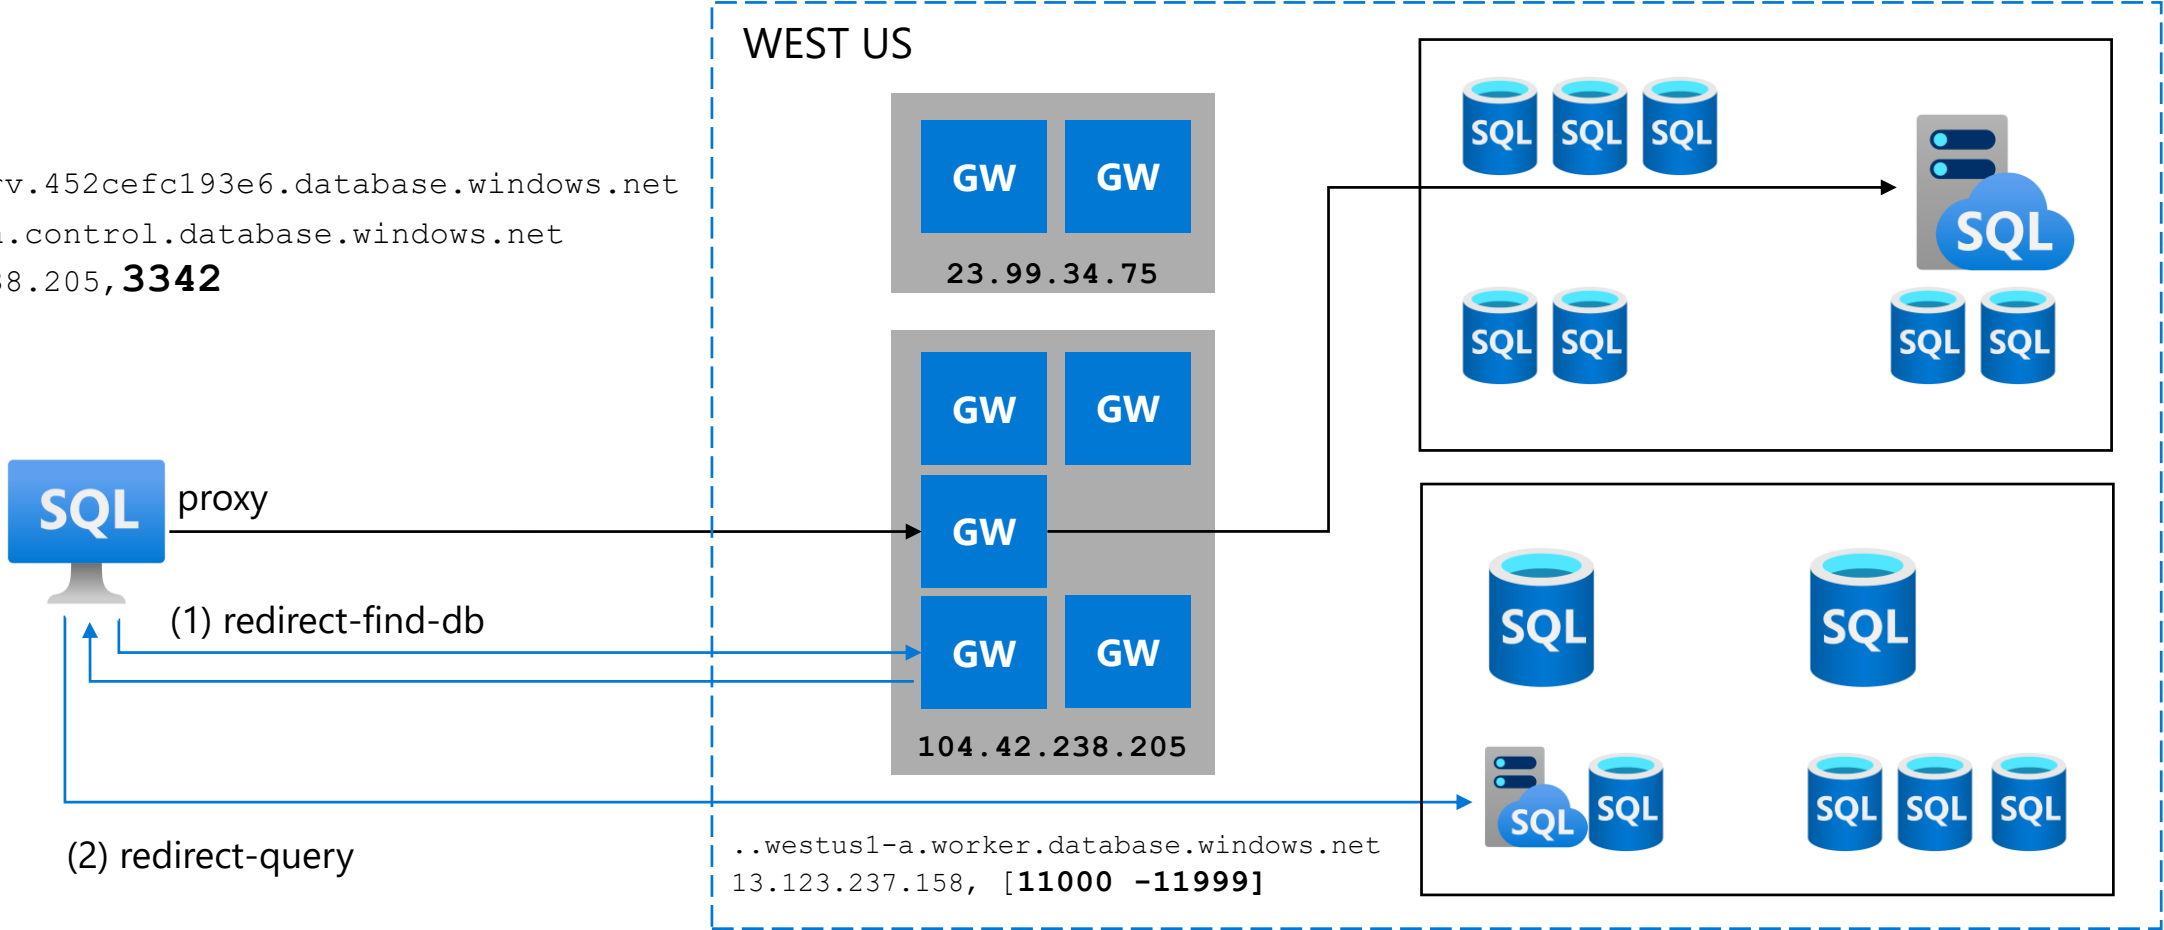 WEST US
GW GW
23.99.34.75
SQL SQL SQL
SQL
SQL SQL
SQL SQL
v.452cefc193e6.database.windows.net
.control.database.windows.net
8.205,3342
GW GW
GW
GW GW
104.42.238.205
SQL
proxy
(1) redirect-find-db
(2) redirect-query
SQL SQL
SQL SQL
SQL SQL SQL
..westus1-a.worker.database.windows.net
13.123.237.158, [11000 -11999]